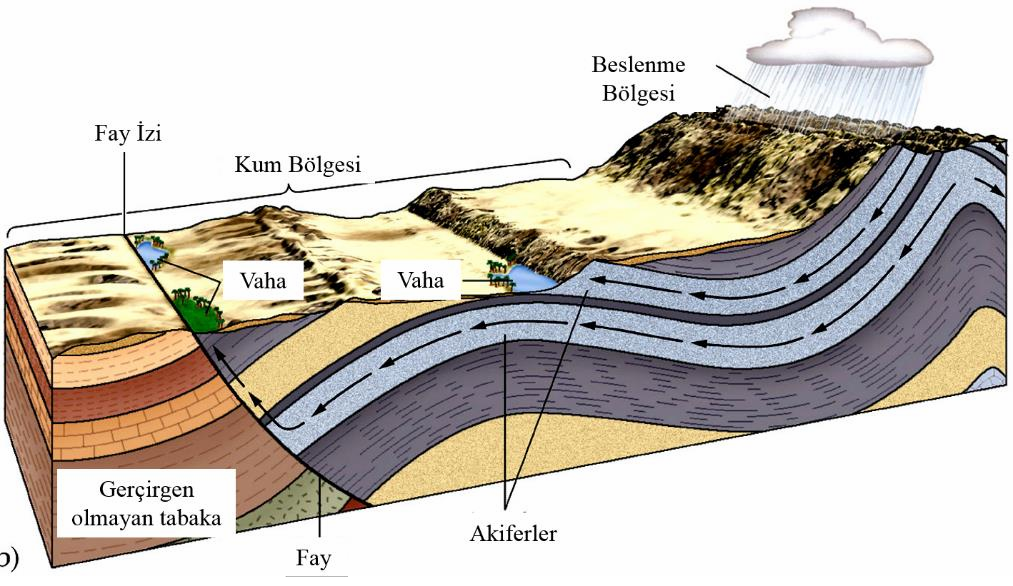 Beslenme
Bölgesi
Fay İzi
Kum Bölgesi
Vaha
Vaha
Gerçirgen
olmayan tabaka
Akiferler
Fay
b)